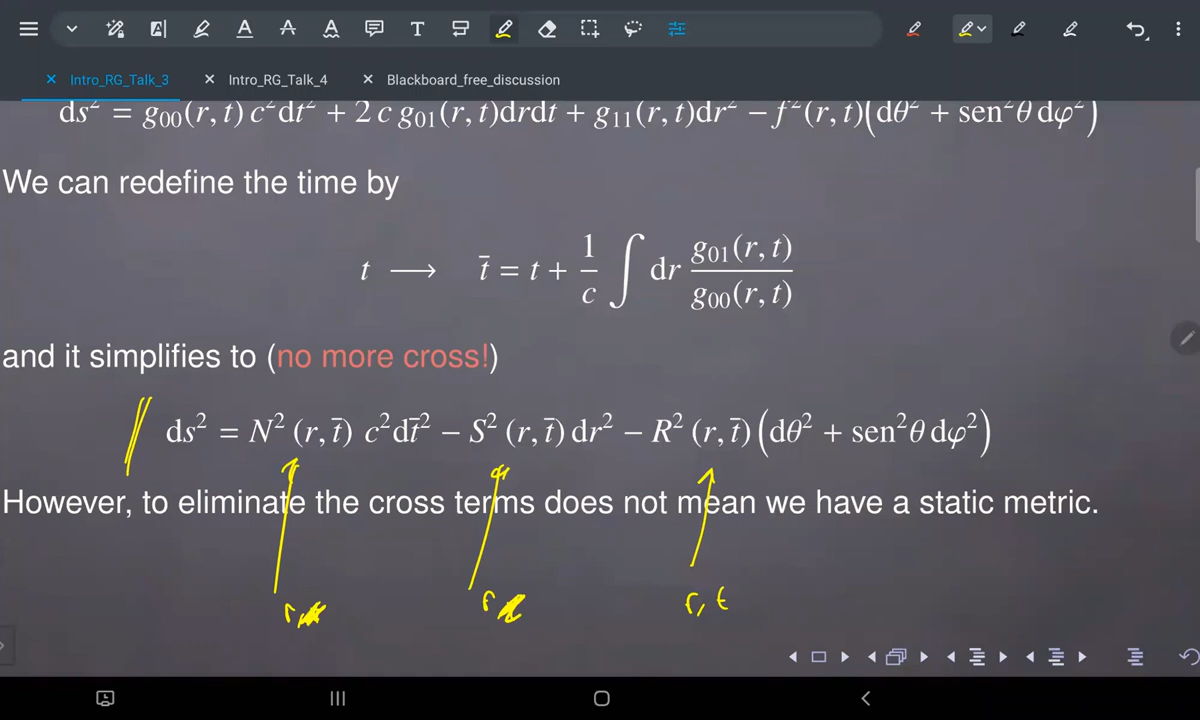 Intro_RG_Talk_3 Intro_RG_Talk_4 Blackboard_free_discussion
ds² = g₀₀(r, t) c²dt² + 2 c g₀₁(r, t)drdt + g₁₁(r, t)dr² − f²(r, t)(dθ² + sen²θ dφ²)
We can redefine the time by
t ⟶ t̄ = t + 1/c ∫ dr g₀₁(r, t)/g₀₀(r, t)
and it simplifies to (no more cross!)
ds² = N² (r, t̄) c²dt̄² − S² (r, t̄) dr² − R² (r, t̄) (dθ² + sen²θ dφ²)
However, to eliminate the cross terms does not mean we have a static metric.
r, r r, t